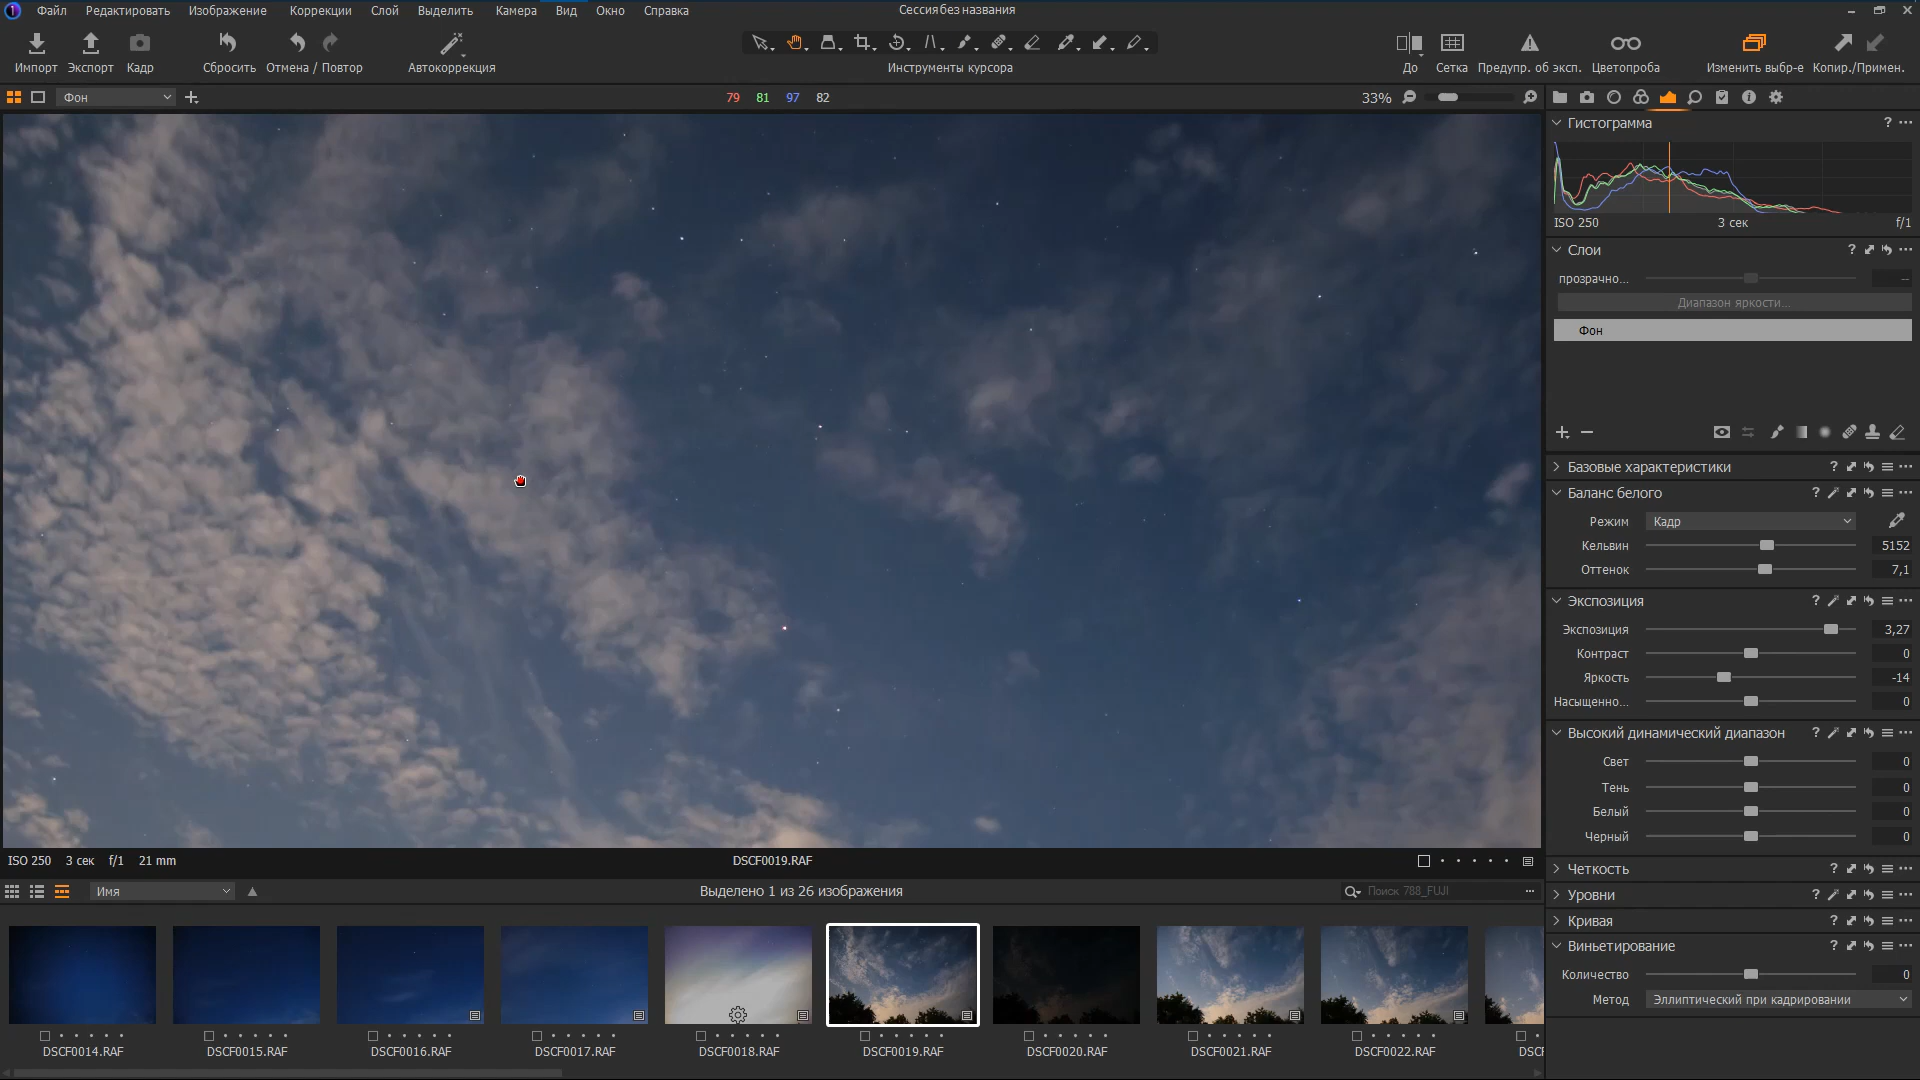 Файл Редактировать Изображение Коррекции Слой Выделить Камера Вид Окно Справка
Сессия без названия
Импорт Экспорт Кадр Сбросить Отмена / Повтор Автокоррекция
Инструменты курсора
До Сетка Предупр. об эксп. Цветопроба Изменить выбр-е Копир./Примен.
Фон
79 81 97 82
33%
Гистограмма
ISO 250 3 сек f/1
Слои
прозрачно... --
Диапазон яркости...
Фон
Базовые характеристики
Баланс белого
Режим Кадр
Кельвин 5152
Оттенок 7,1
Экспозиция
Экспозиция 3,27
Контраст 0
Яркость -14
Насыщенно... 0
Высокий динамический диапазон
Свет 0
Тень 0
Белый 0
Черный 0
Четкость
Уровни
Кривая
Виньетирование
Количество 0
Метод Эллиптический при кадрировании
ISO 250 3 сек f/1 21 mm
DSCF0019.RAF
Имя
Выделено 1 из 26 изображения
Поиск 788_FUJI
DSCF0014.RAF DSCF0015.RAF DSCF0016.RAF DSCF0017.RAF DSCF0018.RAF DSCF0019.RAF DSCF0020.RAF DSCF0021.RAF DSCF0022.RAF DSCF